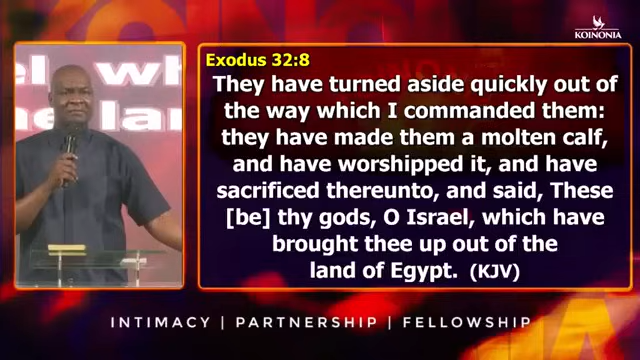 KOINONIA
Exodus 32:8
They have turned aside quickly out of
the way which I commanded them:
they have made them a molten calf,
and have worshipped it, and have
sacrificed thereunto, and said, These
[be] thy gods, O Israel, which have
brought thee up out of the
land of Egypt. (KJV)
INTIMACY | PARTNERSHIP | FELLOWSHIP